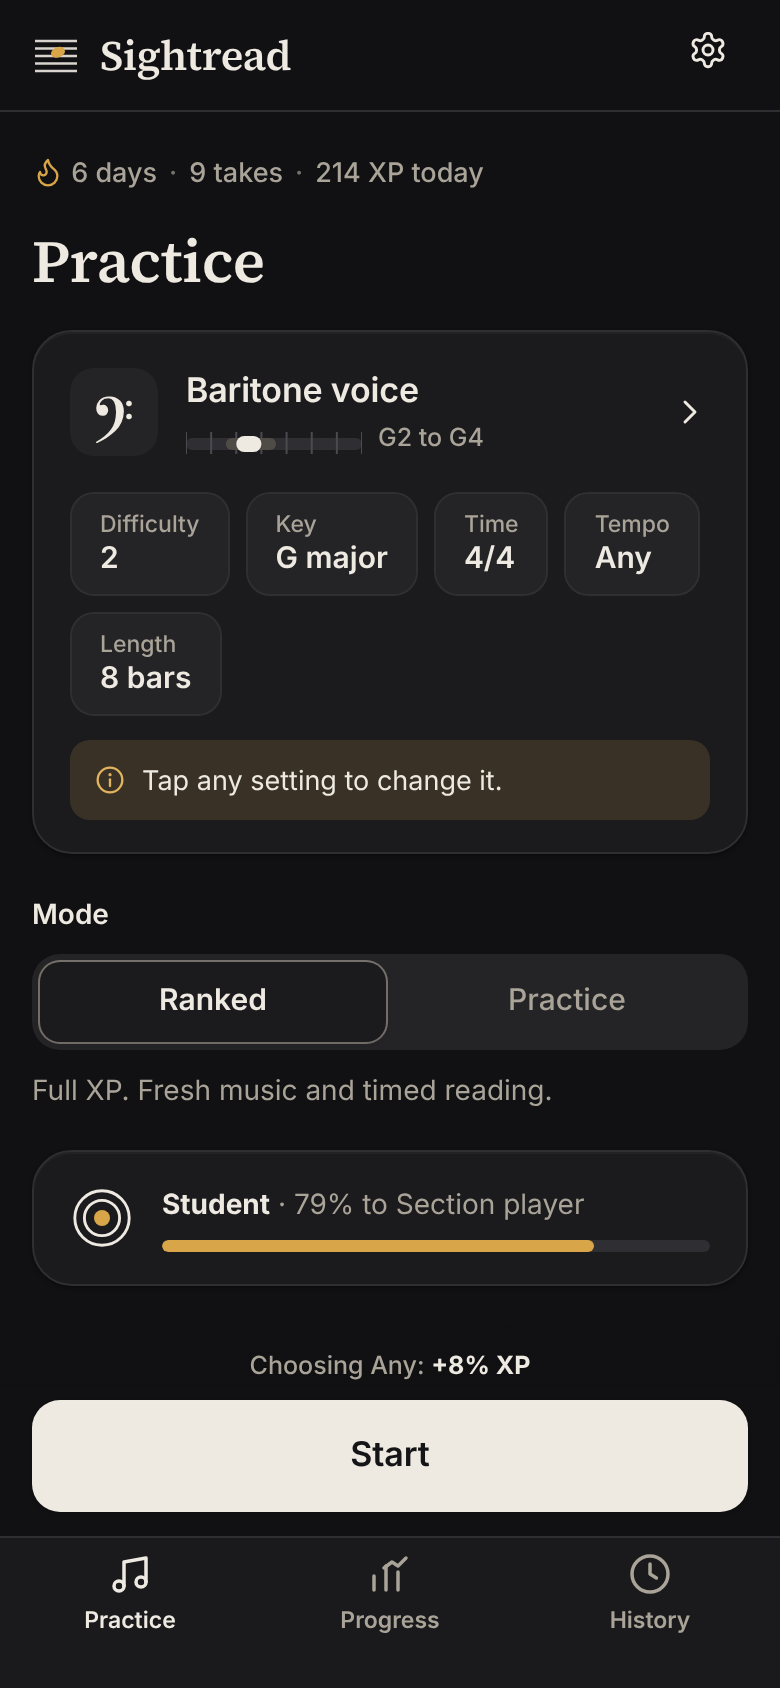 Sightread
6 days · 9 takes · 214 XP today
Practice
Baritone voice
G2 to G4
Difficulty
2
Key
G major
Time
4/4
Tempo
Any
Length
8 bars
Tap any setting to change it.
Mode
Ranked
Practice
Full XP. Fresh music and timed reading.
Student · 79% to Section player
Choosing Any: +8% XP
Start
Practice
Progress
History